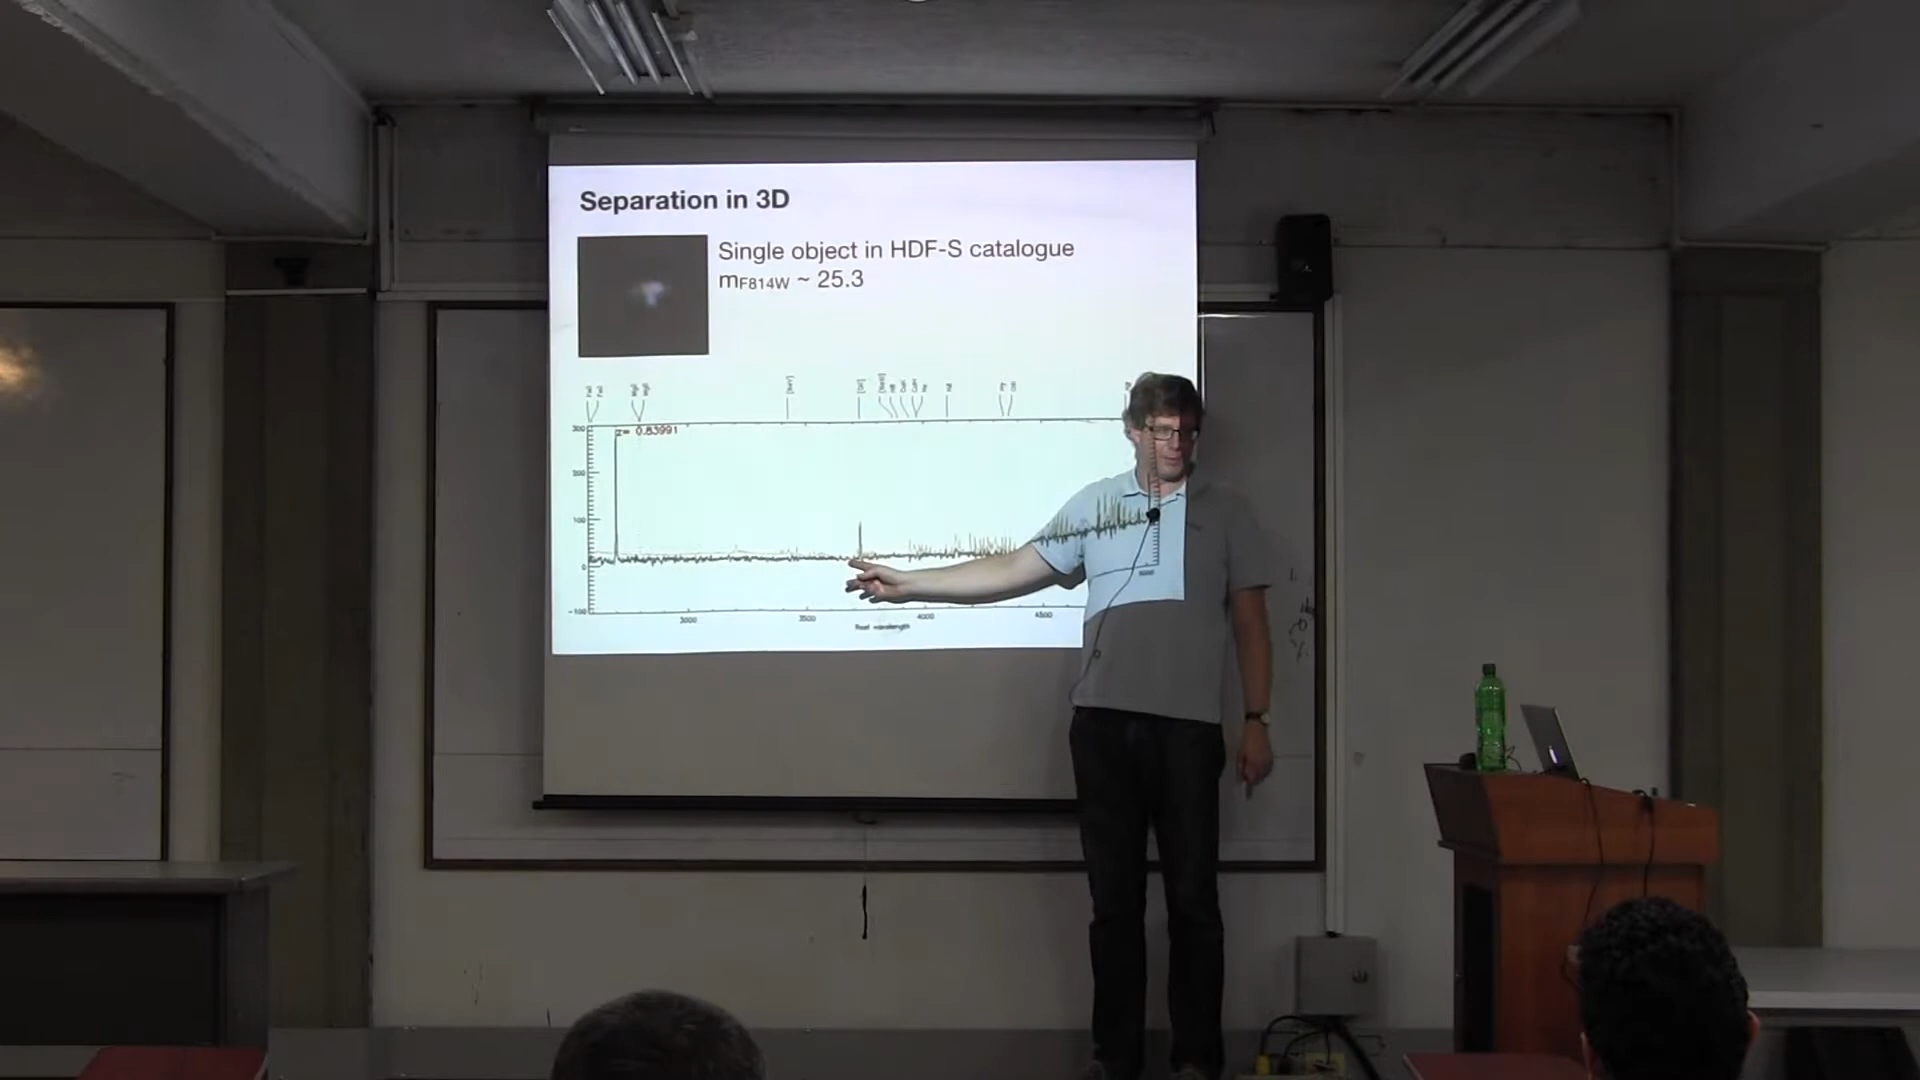 Separation in 3D
Single object in HDF-S catalogue
mF814W ~ 25.3
300
z= 0.83991
200
100
0
-100
3000
3500
4000
4500
5000
Rest wavelength